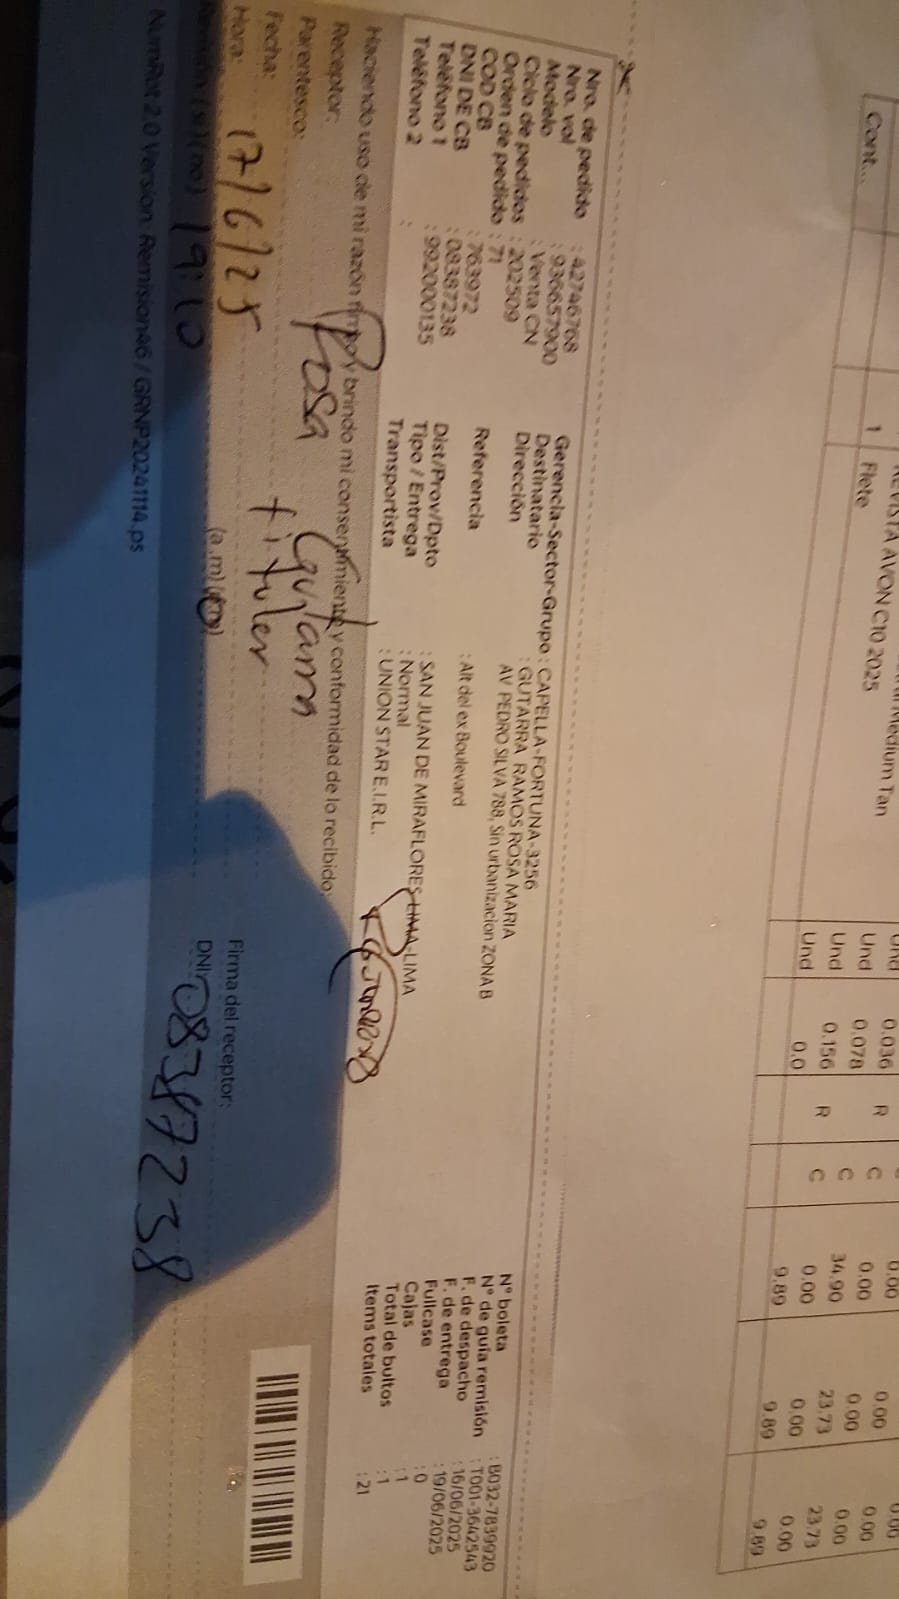 REVISTA AVON C10 2025
Medium Tan
Und 0.036 R C 0.00 0.00 0.00
Und 0.078 C 0.00 0.00 0.00
Und 0.156 R C 34.90 23.73 23.73
Cont... 1 Flete Und 0.0 0.00 0.00 0.00
9.89 9.89 9.89
Nro. de pedido : 42746768
Nro. val : 936657900
Modelo : Venta CN
Ciclo de pedidos : 202509
Orden de pedido : 71
COD CB : 763972
DNI DE CB : 08387238
Teléfono 1 : 992000135
Teléfono 2 :
Gerencia-Sector-Grupo : CAPELLA-FORTUNA-3256
Destinatario : GUTARRA RAMOS ROSA MARIA
Dirección AV PEDRO SILVA 788, Sin urbanizacion ZONA B
Referencia : Alt del ex Boulevard
Dist/Prov/Dpto : SAN JUAN DE MIRAFLORES-LIMA-LIMA
Tipo / Entrega : Normal
Transportista : UNION STAR E.I.R.L.
N° boleta : B032-7839920
N° de guía remisión : T001-3642543
F. de despacho : 16/06/2025
F. de entrega : 19/06/2025
Fullcase : 0
Cajas : 1
Total de bultos : 1
Items totales : 21
Haciendo uso de mi razón firmo y brindo mi consentimiento y conformidad de lo recibido:
Receptor: Rosa Gutarra
Parentesco: titular
Fecha: 17/6/25
Hora: 19:10 (a.m) (p.m)
Firma del receptor:
DNI: 08387238
NumRot 2.0 Version. Remision46 / GRNP20241114.ps